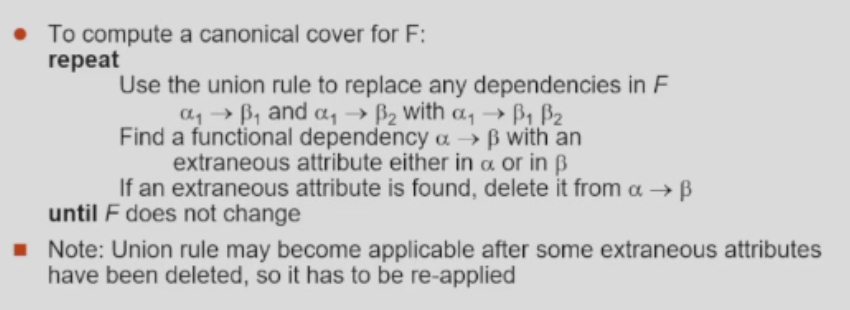 ● To compute a canonical cover for F:
repeat
Use the union rule to replace any dependencies in F
α₁ → β₁ and α₁ → β₂ with α₁ → β₁ β₂
Find a functional dependency α → β with an
extraneous attribute either in α or in β
If an extraneous attribute is found, delete it from α → β
until F does not change
■ Note: Union rule may become applicable after some extraneous attributes
have been deleted, so it has to be re-applied